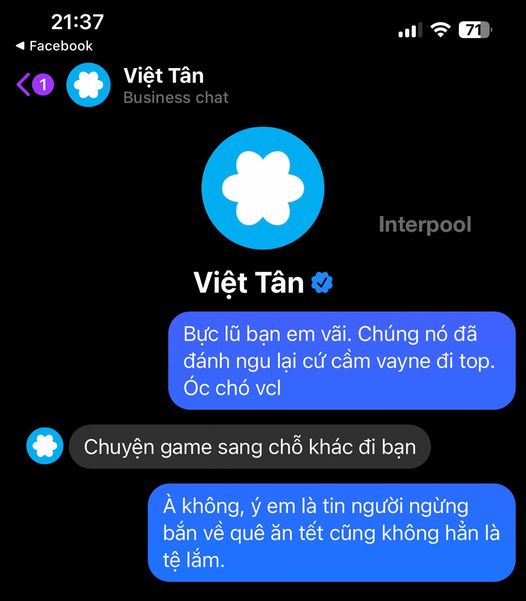 21:37
71
Facebook
1
Việt Tân
Business chat
Interpool
Việt Tân
Bực lũ bạn em vãi. Chúng nó đã
đánh ngu lại cứ cầm vayne đi top.
Óc chó vcl
Chuyện game sang chỗ khác đi bạn
À không, ý em là tin người ngừng
bắn về quê ăn tết cũng không hẳn là
tệ lắm.